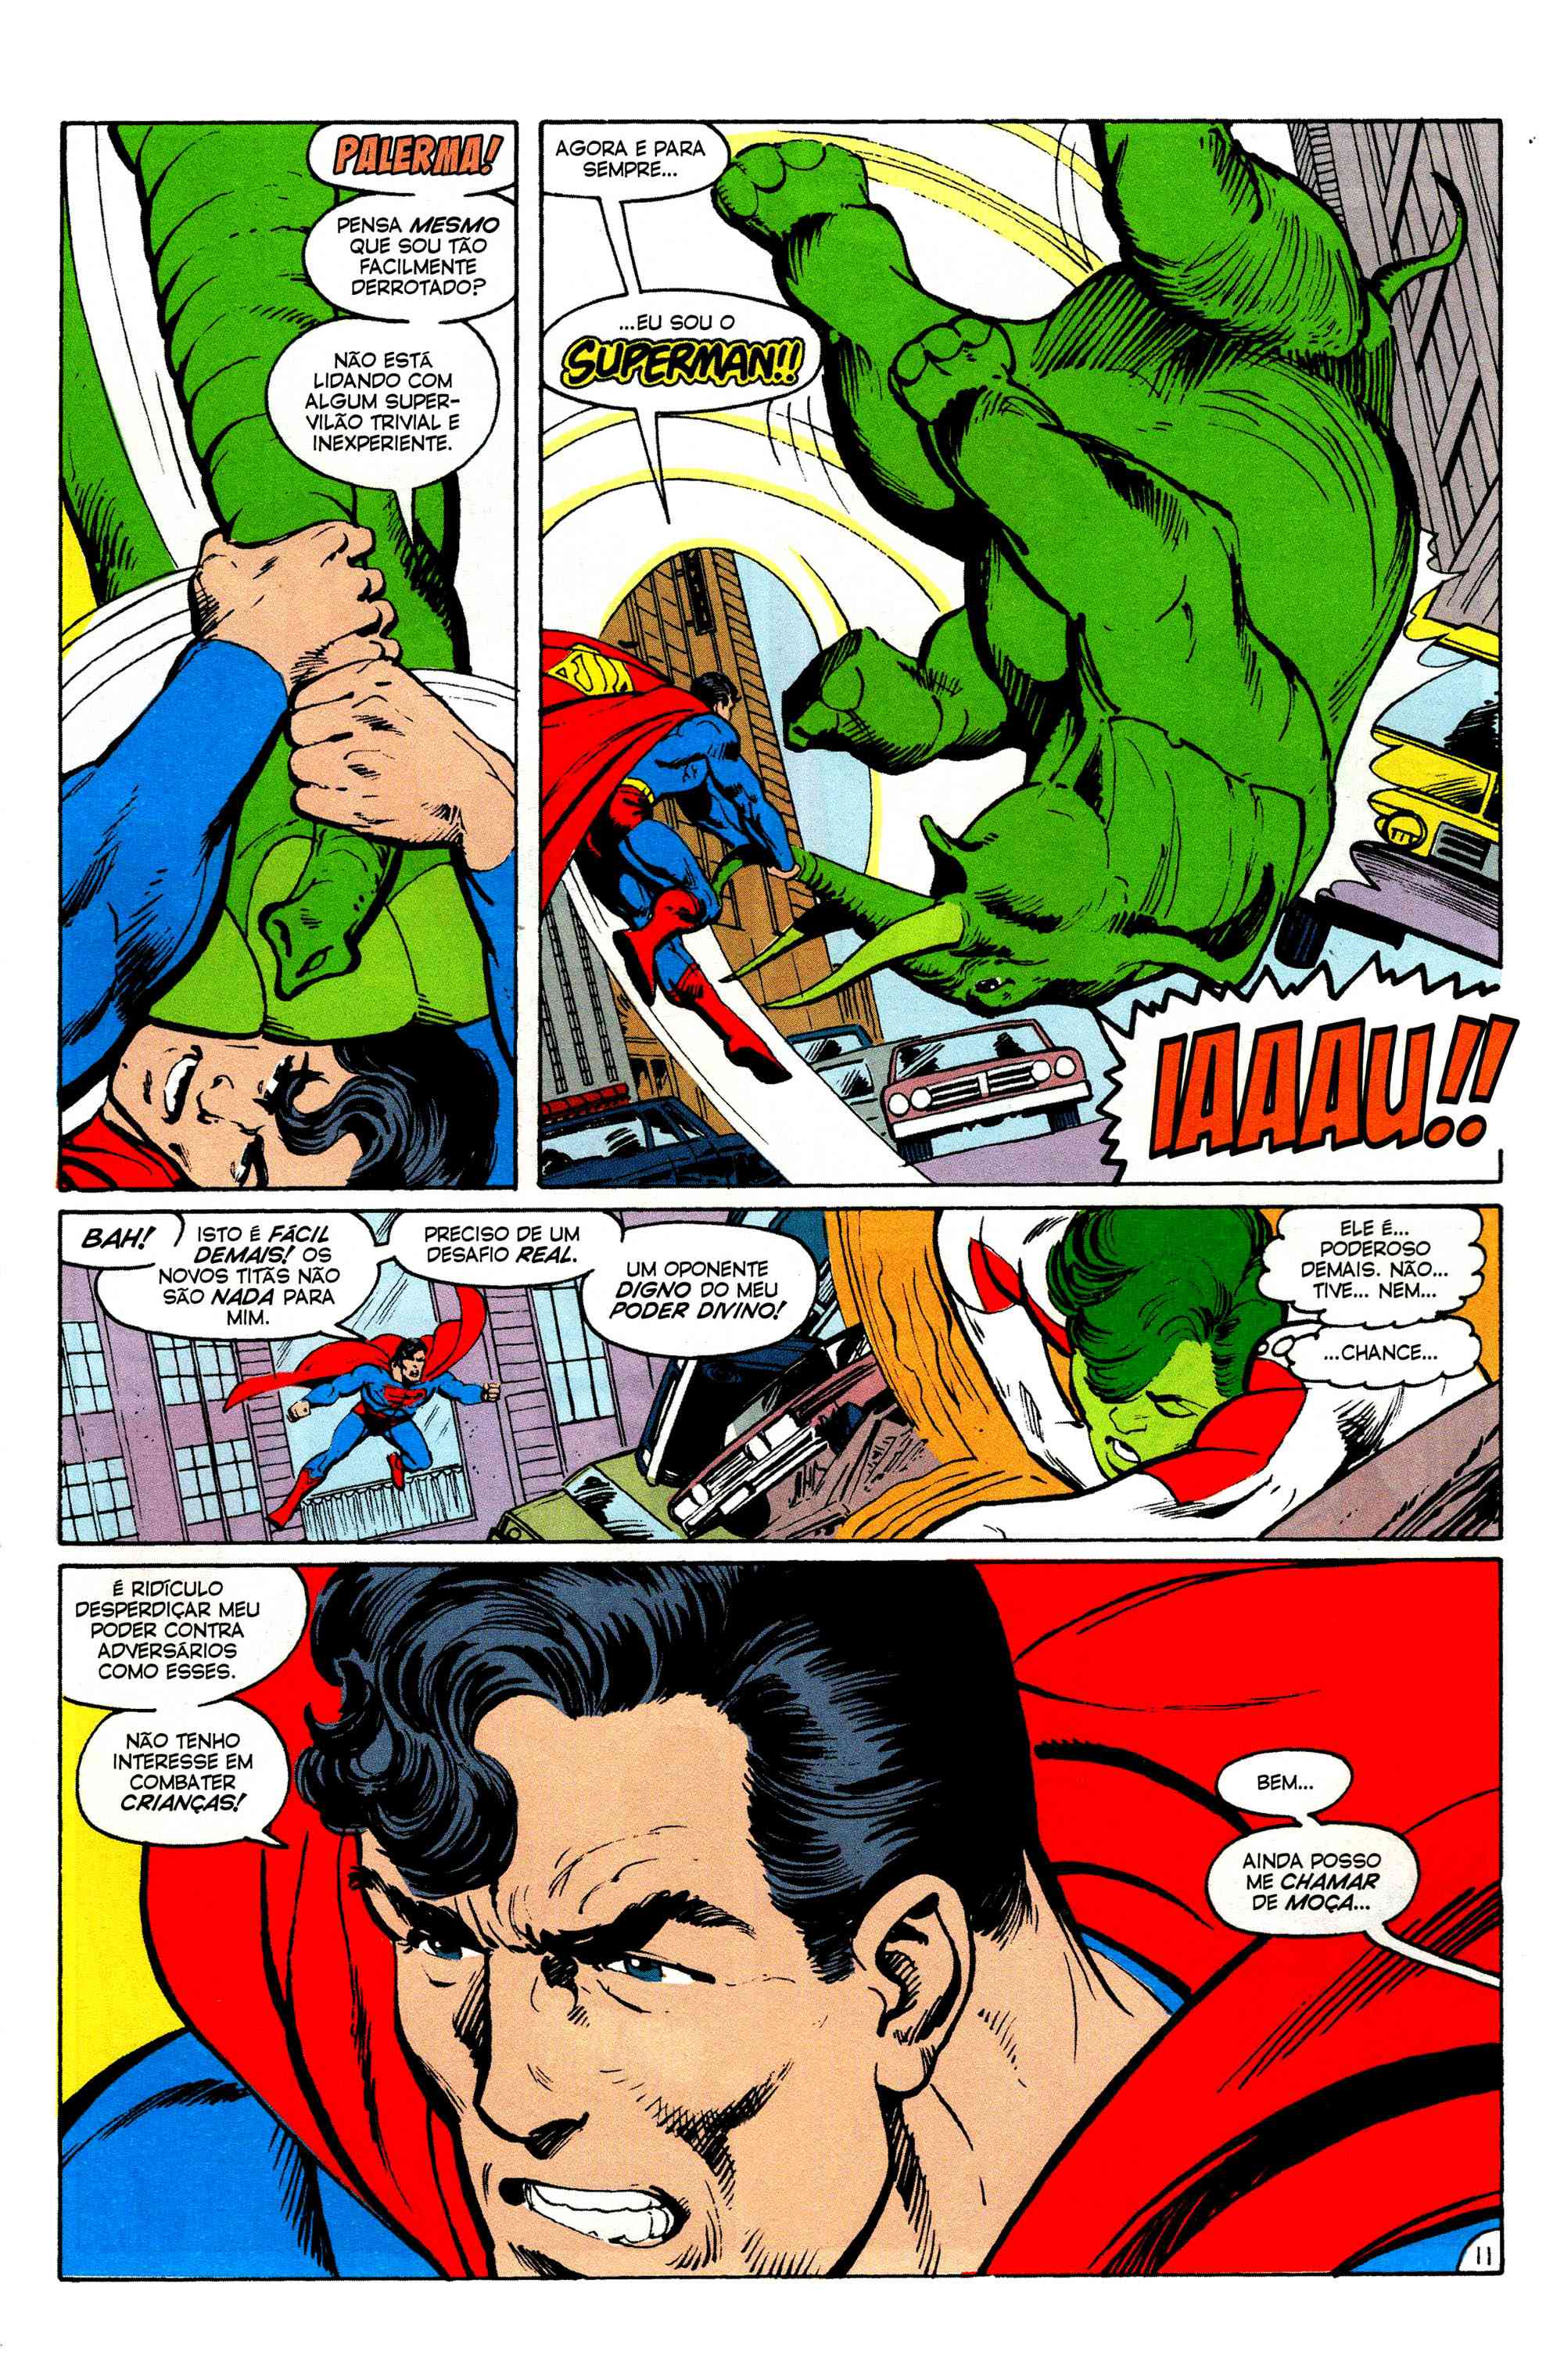 PALERMA!
PENSA MESMO
QUE SOU TÃO
FACILMENTE
DERROTADO?
NÃO ESTÁ
LIDANDO COM
ALGUM SUPER-
VILÃO TRIVIAL E
INEXPERIENTE.
AGORA E PARA
SEMPRE...
...EU SOU O
SUPERMAN!!
IAAAU!!
BAH!
ISTO É FÁCIL
DEMAIS! OS
NOVOS TITÃS NÃO
SÃO NADA PARA
MIM.
PRECISO DE UM
DESAFIO REAL.
UM OPONENTE
DIGNO DO MEU
PODER DIVINO!
ELE É...
PODEROSO
DEMAIS. NÃO...
TIVE... NEM...
...CHANCE...
É RIDÍCULO
DESPERDIÇAR MEU
PODER CONTRA
ADVERSÁRIOS
COMO ESSES.
NÃO TENHO
INTERESSE EM
COMBATER
CRIANÇAS!
BEM...
AINDA POSSO
ME CHAMAR
DE MOÇA...
11